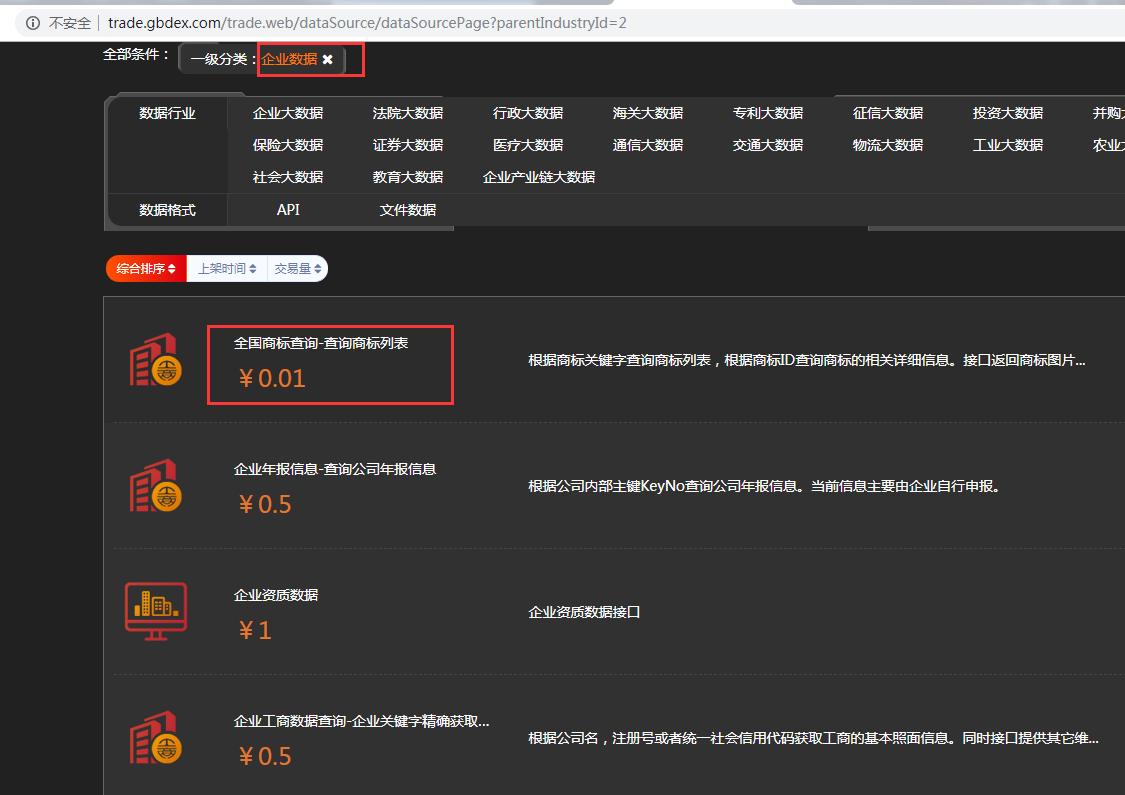 不安全 trade.gbdex.com/trade.web/dataSource/dataSourcePage?parentIndustryId=2
全部条件： 一级分类：企业数据 ✖
数据行业 企业大数据 法院大数据 行政大数据 海关大数据 专利大数据 征信大数据 投资大数据 并购
保险大数据 证券大数据 医疗大数据 通信大数据 交通大数据 物流大数据 工业大数据 农业
社会大数据 教育大数据 企业产业链大数据
数据格式 API 文件数据
综合排序 上架时间 交易量
全国商标查询-查询商标列表
¥0.01
根据商标关键字查询商标列表，根据商标ID查询商标的相关详细信息。接口返回商标图片...
企业年报信息-查询公司年报信息
¥0.5
根据公司内部主键KeyNo查询公司年报信息。当前信息主要由企业自行申报。
企业资质数据
¥1
企业资质数据接口
企业工商数据查询-企业关键字精确获取...
¥0.5
根据公司名，注册号或者统一社会信用代码获取工商的基本照面信息。同时接口提供其它维...